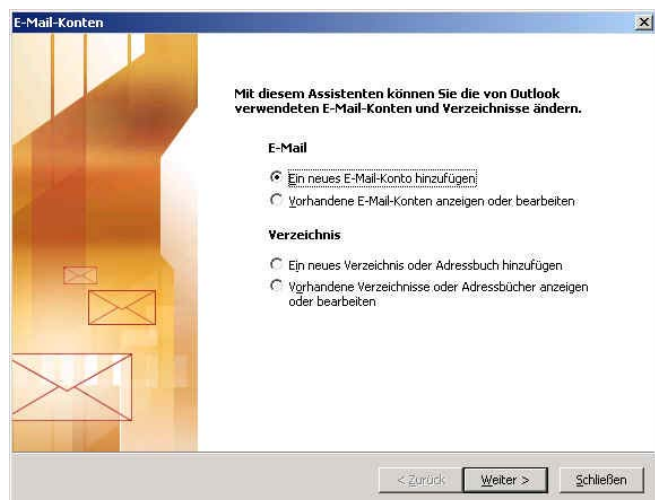 E-Mail-Konten
Mit diesem Assistenten können Sie die von Outlook
verwendeten E-Mail-Konten und Verzeichnisse ändern.
E-Mail
Ein neues E-Mail-Konto hinzufügen
Vorhandene E-Mail-Konten anzeigen oder bearbeiten
Verzeichnis
Ein neues Verzeichnis oder Adressbuch hinzufügen
Vorhandene Verzeichnisse oder Adressbücher anzeigen
oder bearbeiten
< Zurück Weiter > Schließen